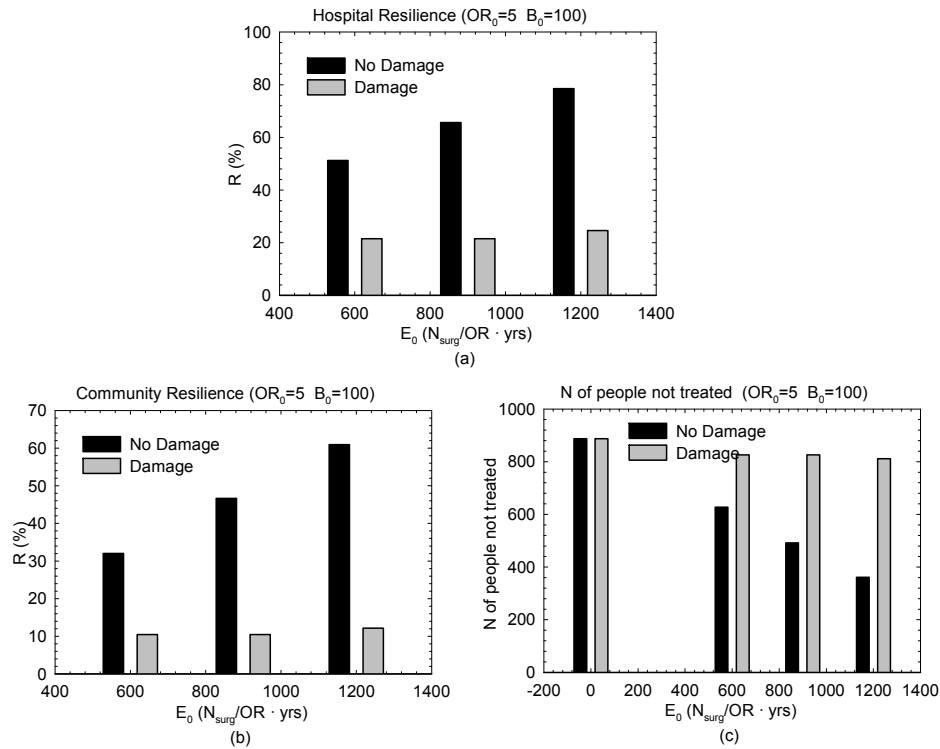 Hospital Resilience (OR₀=5 B₀=100)
100
80
60
40
20
0
R (%)
No Damage
Damage
400 600 800 1000 1200 1400
E₀ (Nsurg/OR · yrs)
(a)
Community Resilience (OR₀=5 B₀=100)
70
60
50
40
30
20
10
0
R (%)
No Damage
Damage
400 600 800 1000 1200 1400
E₀ (Nsurg/OR · yrs)
(b)
N of people not treated (OR₀=5 B₀=100)
1000
800
600
400
200
0
N of people not treated
No Damage
Damage
-200 0 200 400 600 800 1000 1200 1400
E₀ (Nsurg/OR · yrs)
(c)